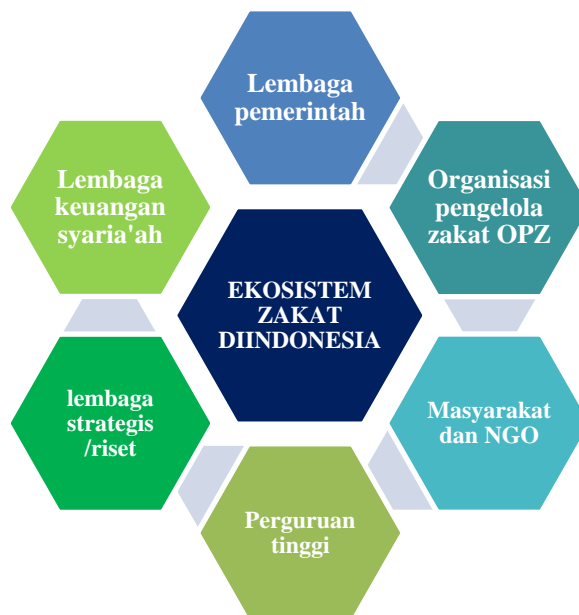 Lembaga
pemerintah
Organisasi
pengelola
zakat OPZ
Masyarakat
dan NGO
Perguruan
tinggi
lembaga
strategis
/riset
Lembaga
keuangan
syaria'ah
EKOSISTEM
ZAKAT
DIINDONESIA